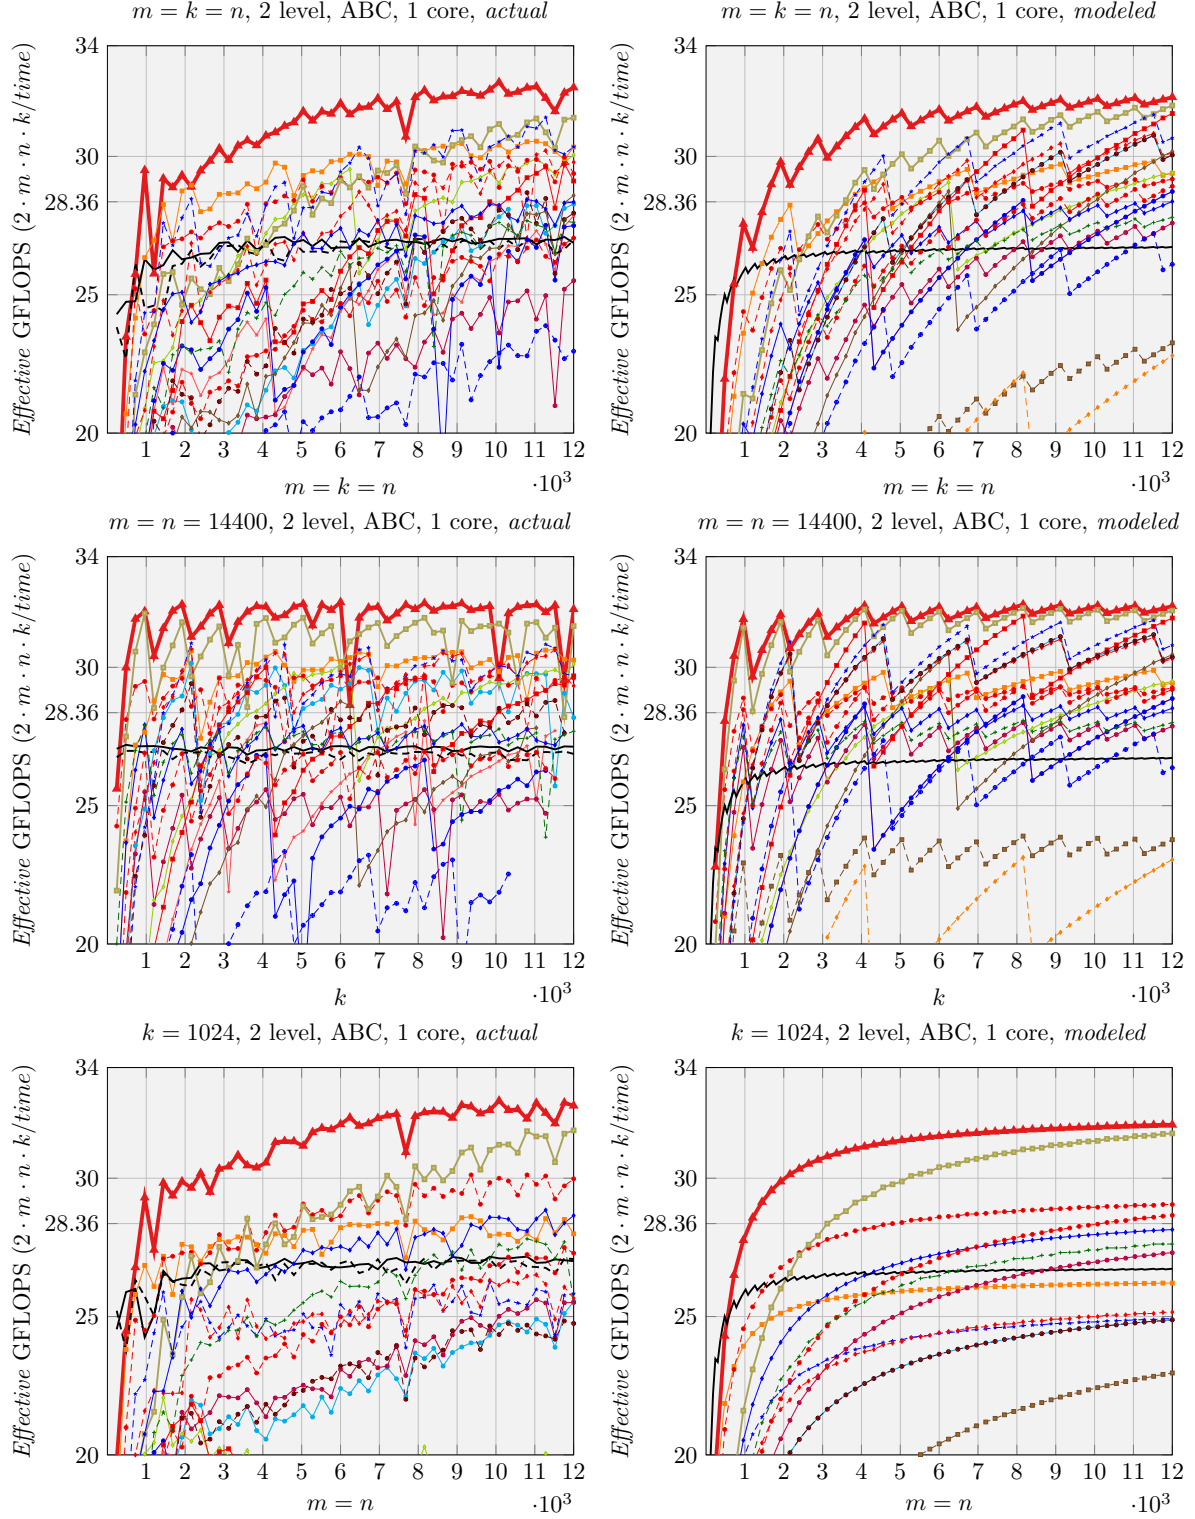 m = k = n, 2 level, ABC, 1 core, actual
Effective GFLOPS (2 · m · n · k/time)
34
30
28.36
25
20
1 2 3 4 5 6 7 8 9 10 11 12
·10³
m = k = n
m = k = n, 2 level, ABC, 1 core, modeled
Effective GFLOPS (2 · m · n · k/time)
34
30
28.36
25
20
1 2 3 4 5 6 7 8 9 10 11 12
·10³
m = k = n
m = n = 14400, 2 level, ABC, 1 core, actual
Effective GFLOPS (2 · m · n · k/time)
34
30
28.36
25
20
1 2 3 4 5 6 7 8 9 10 11 12
·10³
k
m = n = 14400, 2 level, ABC, 1 core, modeled
Effective GFLOPS (2 · m · n · k/time)
34
30
28.36
25
20
1 2 3 4 5 6 7 8 9 10 11 12
·10³
k
k = 1024, 2 level, ABC, 1 core, actual
Effective GFLOPS (2 · m · n · k/time)
34
30
28.36
25
20
1 2 3 4 5 6 7 8 9 10 11 12
·10³
m = n
k = 1024, 2 level, ABC, 1 core, modeled
Effective GFLOPS (2 · m · n · k/time)
34
30
28.36
25
20
1 2 3 4 5 6 7 8 9 10 11 12
·10³
m = n